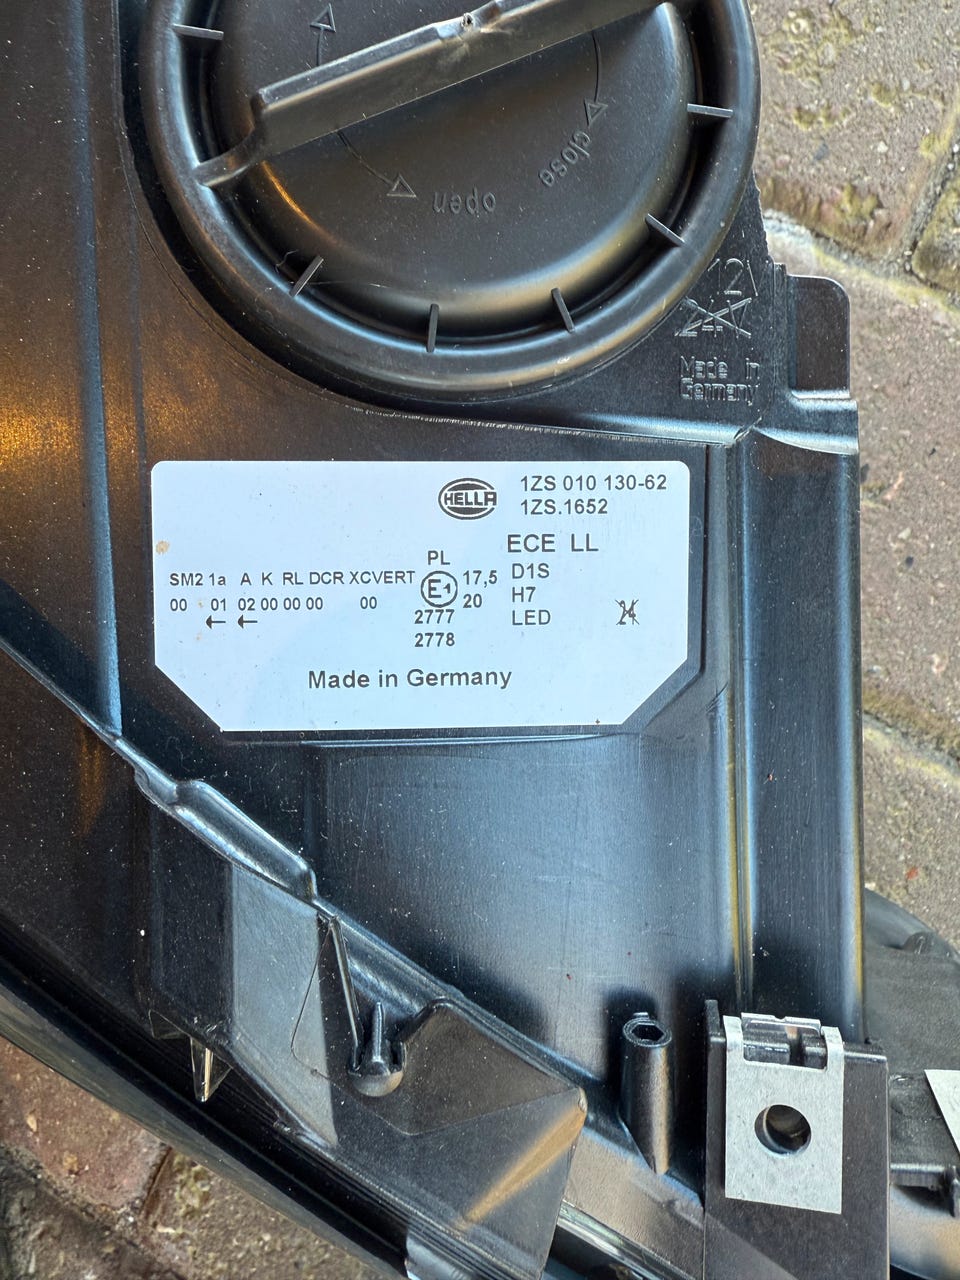 close
open
12V
24V
Made in
Germany
HELLA
1ZS 010 130-62
1ZS.1652
ECE LL
PL
SM2 1a A K RL DCR XCVERT E1 17,5 D1S
00 01 02 00 00 00 00 20 H7
← ← 2777 LED 24
2778
Made in Germany